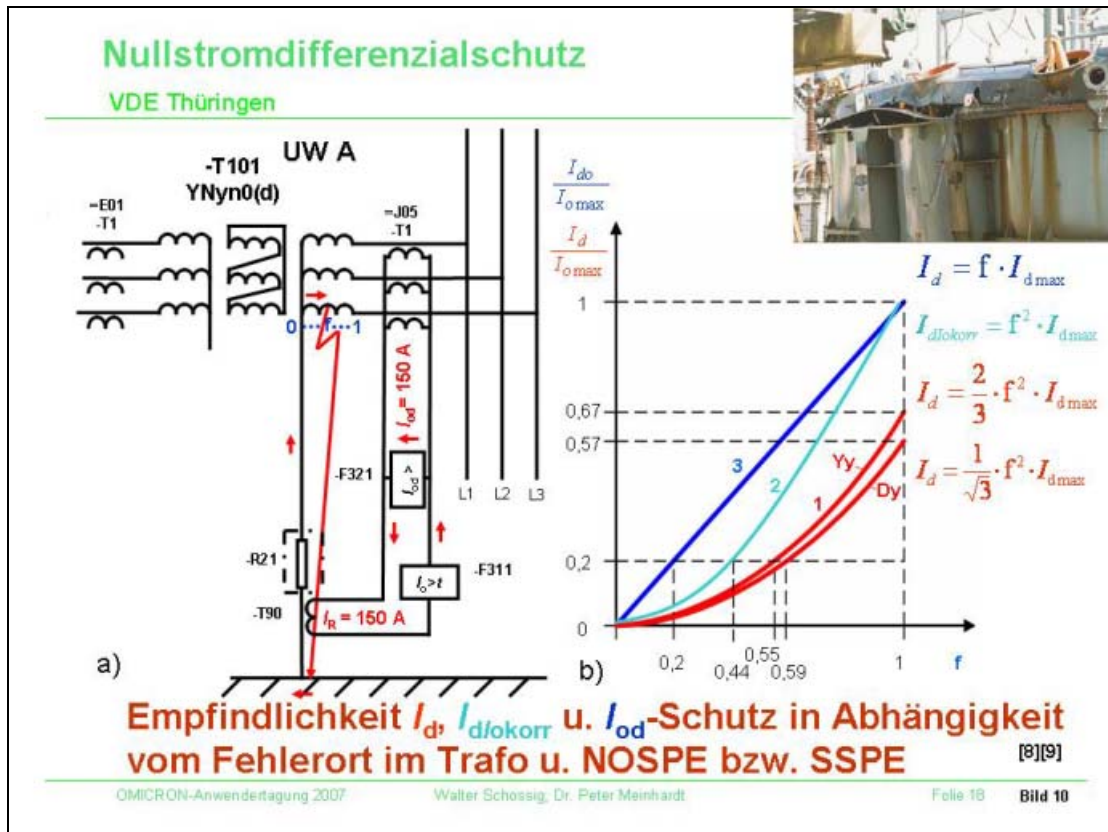 Nullstromdifferenzialschutz
VDE Thüringen
UW A
-T101
YNyn0(d)
=E01
-T1
=J05
-T1
0 f 1
I_od = 150 A
-F321
I_od >
L1 L2 L3
-R21
-F311
I_o>t
-T90
I_R = 150 A
a)
I_do / I_o max
I_d / I_o max
1
0,67
0,57
0,2
0
3
2
Yy
1
Dy
0,2
0,44
0,55
0,59
1
f
b)
I_d = f · I_d max
I_dIokorr = f² · I_dmax
I_d = 2/3 · f² · I_d max
I_d = 1/√3 · f² · I_dmax
Empfindlichkeit I_d, I_d/okorr u. I_od-Schutz in Abhängigkeit
vom Fehlerort im Trafo u. NOSPE bzw. SSPE [8][9]
OMICRON-Anwendertagung 2007 Walter Schossig, Dr. Peter Meinhardt Folie 18 Bild 10